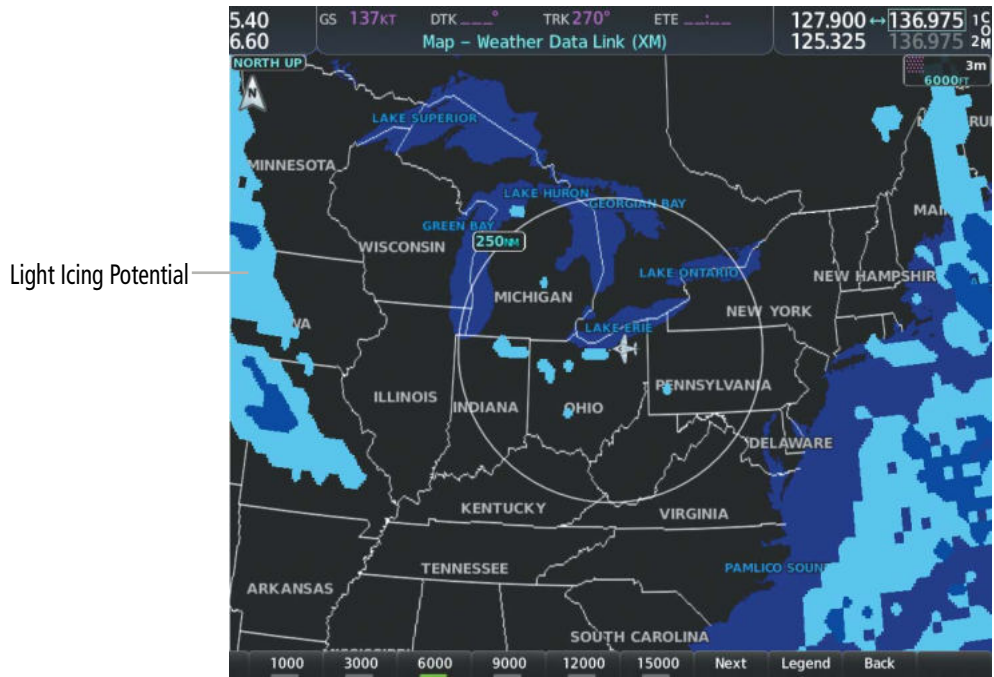 5.40 GS 137KT DTK ___° TRK 270° ETE __:__ 127.900 ↔ 136.975 1 C
6.60 Map – Weather Data Link (XM) 125.325 136.975 2 O M
NORTH UP
3m
6000FT
N
LAKE SUPERIOR
MINNESOTA
LAKE HURON
GEORGIAN BAY
GREEN BAY
WISCONSIN
250NM
Light Icing Potential
LAKE ONTARIO
NEW HAMPSHIR
MICHIGAN
NEW YORK
WA
LAKE ERIE
PENNSYLVANIA
ILLINOIS
INDIANA
OHIO
DELAWARE
KENTUCKY
VIRGINIA
TENNESSEE
PAMLICO SOUN
ARKANSAS
SOUTH CAROLINA
1000 3000 6000 9000 12000 15000 Next Legend Back